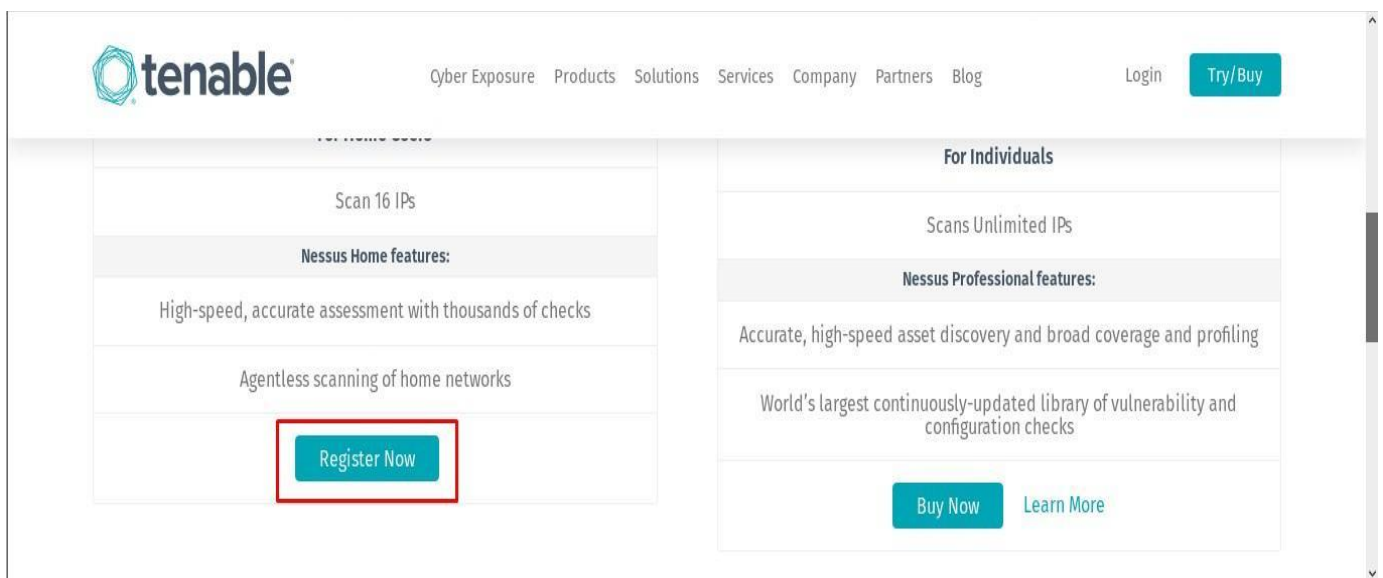 tenable
Cyber Exposure Products Solutions Services Company Partners Blog Login Try/Buy
For Home Users
Scan 16 IPs
Nessus Home features:
High-speed, accurate assessment with thousands of checks
Agentless scanning of home networks
Register Now
For Individuals
Scans Unlimited IPs
Nessus Professional features:
Accurate, high-speed asset discovery and broad coverage and profiling
World's largest continuously-updated library of vulnerability and
configuration checks
Buy Now Learn More